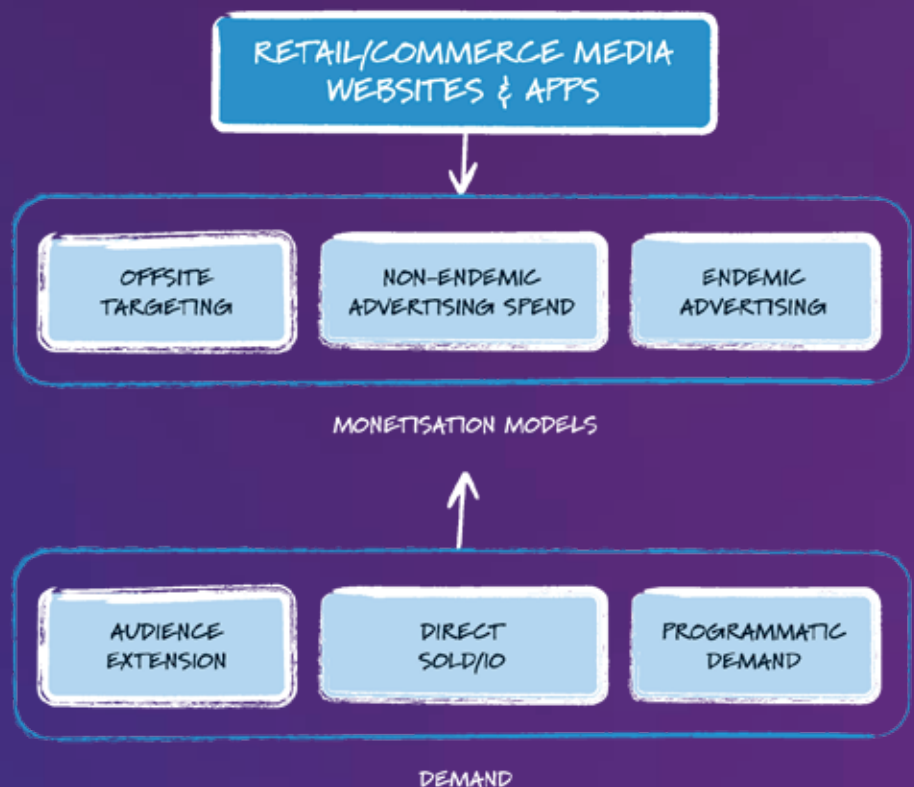 RETAIL/COMMERCE MEDIA
WEBSITES & APPS
OFFSITE
TARGETING
NON-ENDEMIC
ADVERTISING SPEND
ENDEMIC
ADVERTISING
MONETISATION MODELS
AUDIENCE
EXTENSION
DIRECT
SOLD/IO
PROGRAMMATIC
DEMAND
DEMAND